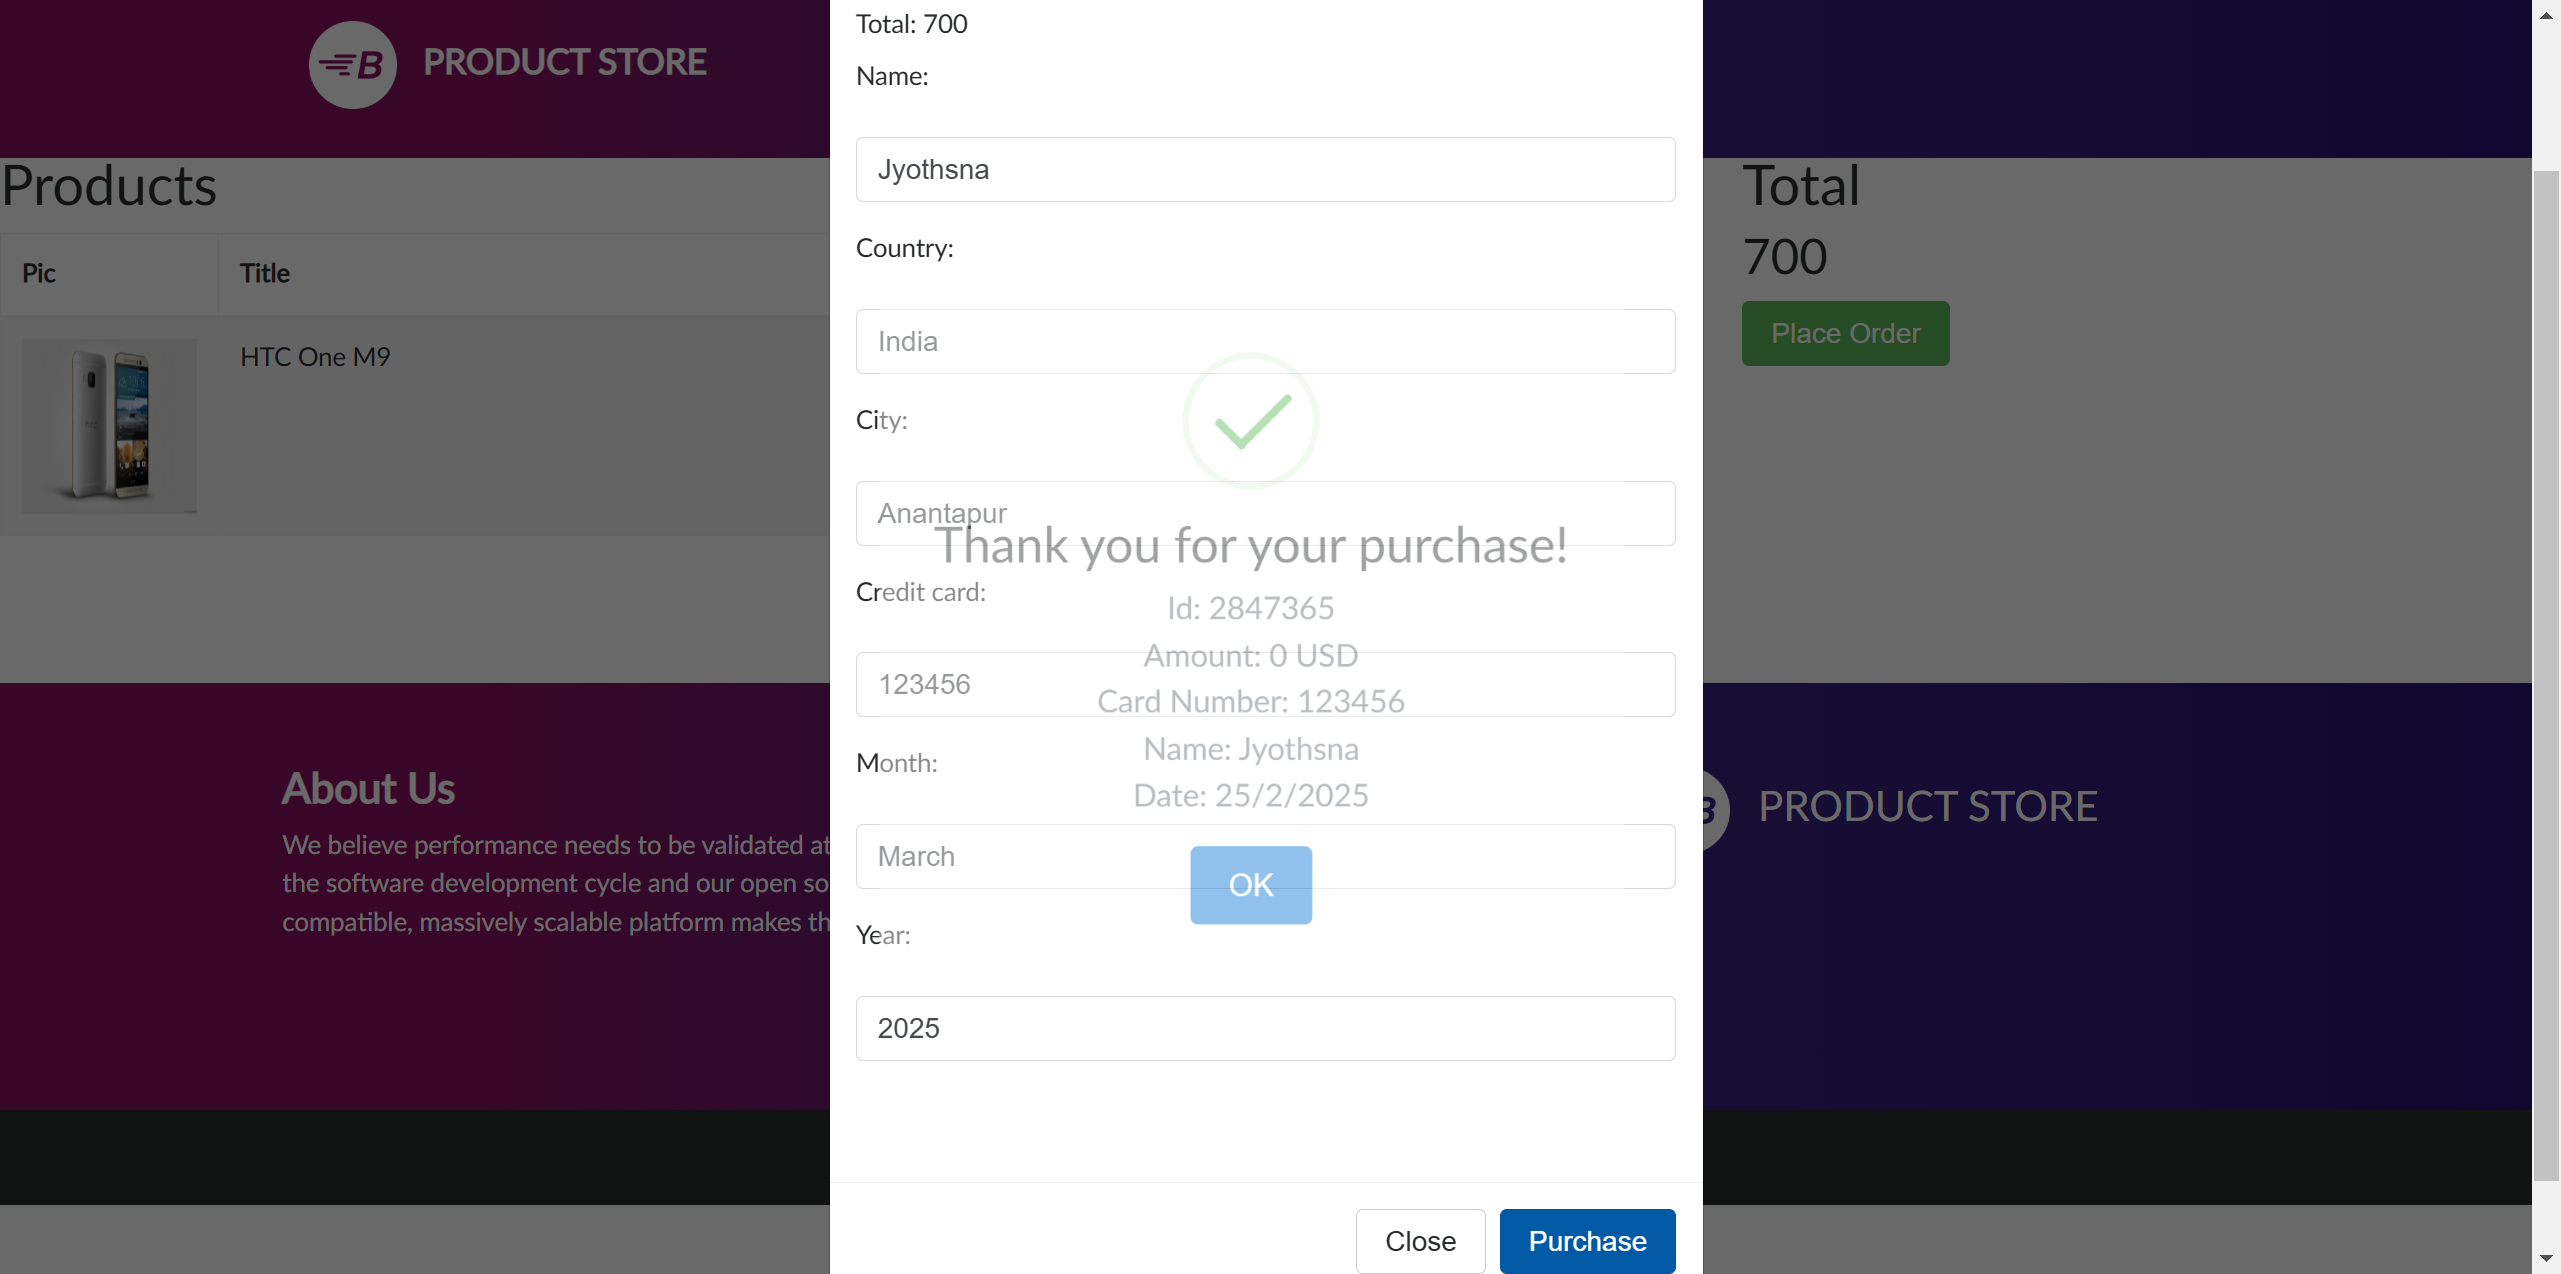 B PRODUCT STORE
Products
Pic Title
HTC One M9
Total: 700
Name:
Jyothsna
Country:
India
City:
Anantapur
Credit card:
123456
Month:
March
Year:
2025
Thank you for your purchase!
Id: 2847365
Amount: 0 USD
Card Number: 123456
Name: Jyothsna
Date: 25/2/2025
OK
Close Purchase
Total
700
Place Order
About Us
We believe performance needs to be validated at
the software development cycle and our open so
compatible, massively scalable platform makes th
B PRODUCT STORE